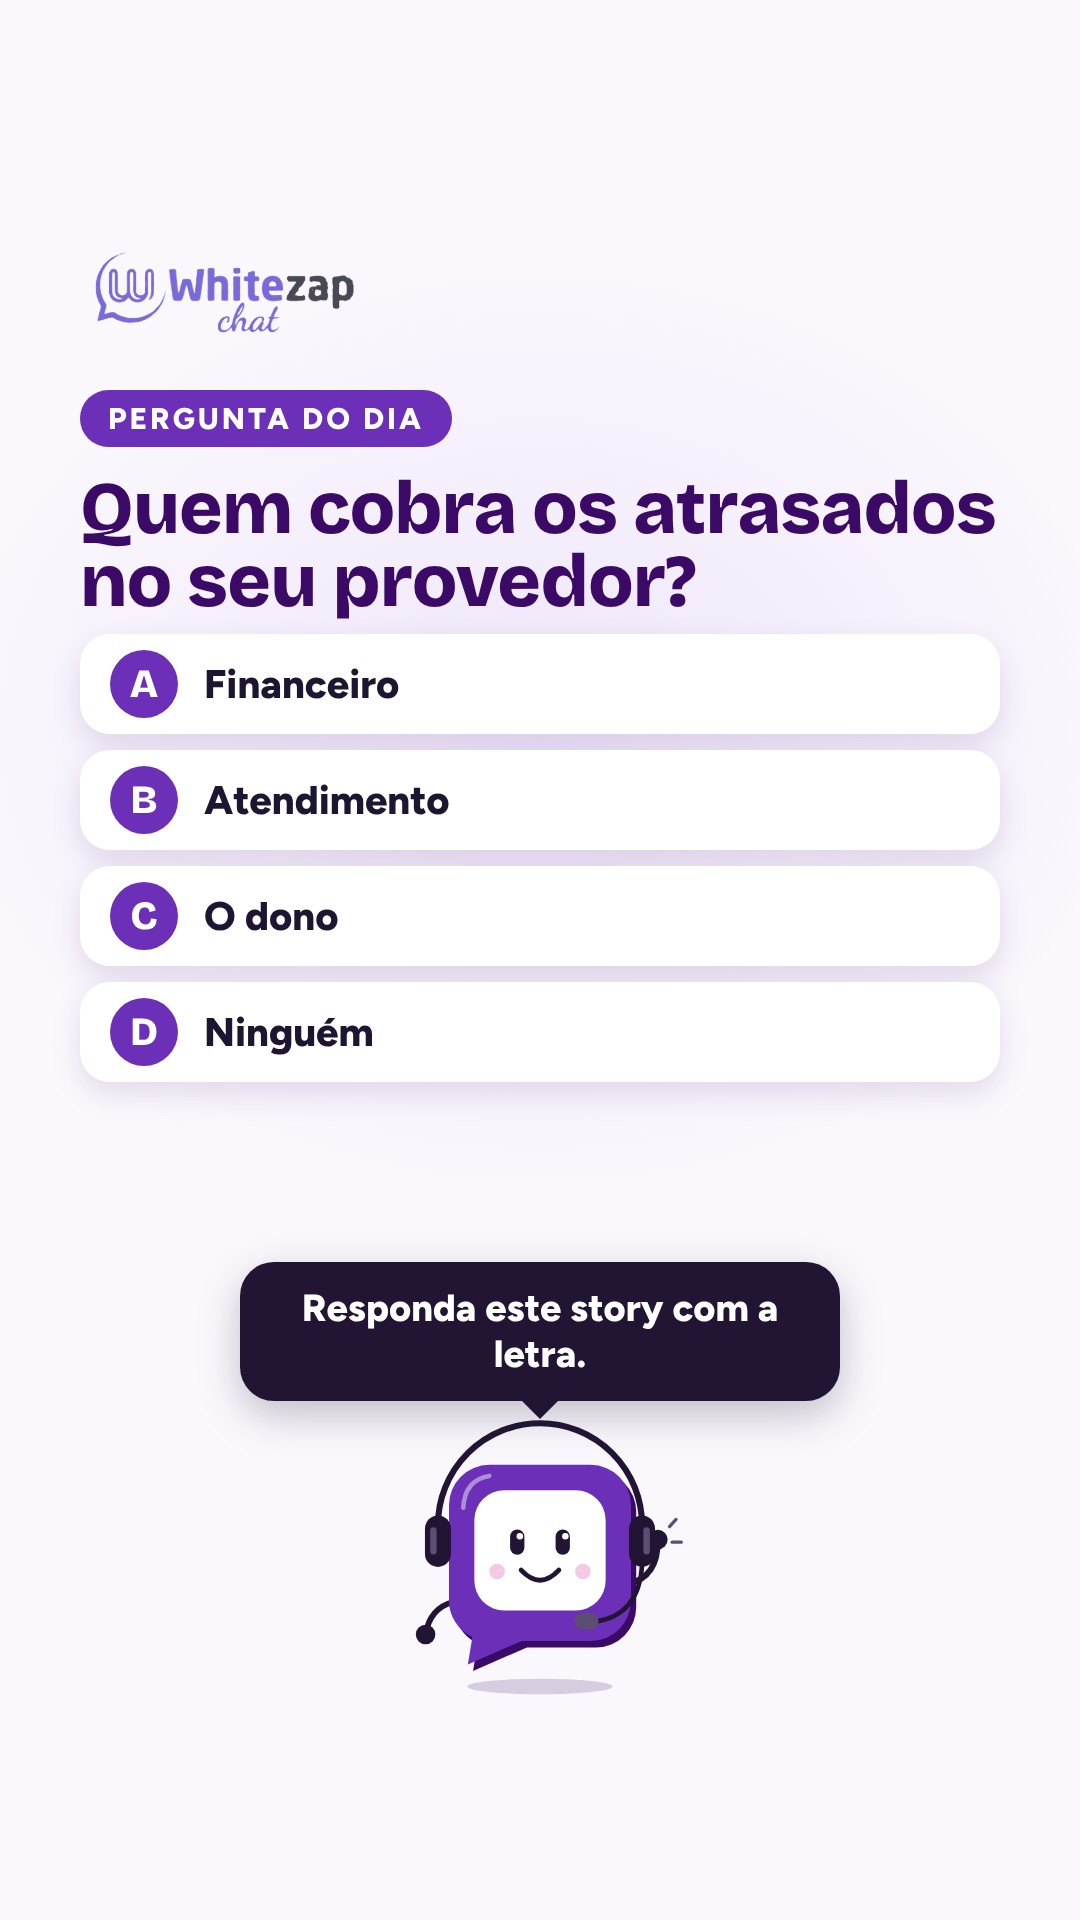 Whitezap
chat
PERGUNTA DO DIA
Quem cobra os atrasados
no seu provedor?
A Financeiro
B Atendimento
C O dono
D Ninguém
Responda este story com a
letra.